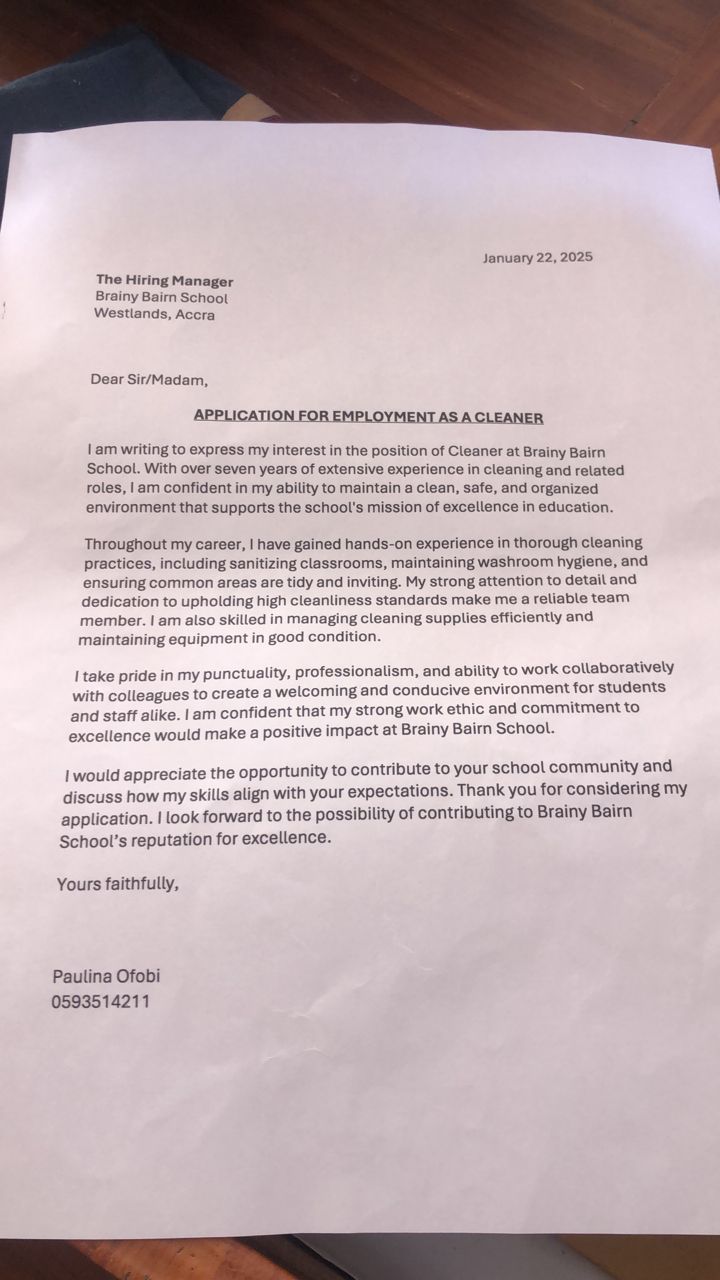 January 22, 2025
The Hiring Manager
Brainy Bairn School
Westlands, Accra
Dear Sir/Madam,
APPLICATION FOR EMPLOYMENT AS A CLEANER
I am writing to express my interest in the position of Cleaner at Brainy Bairn
School. With over seven years of extensive experience in cleaning and related
roles, I am confident in my ability to maintain a clean, safe, and organized
environment that supports the school's mission of excellence in education.
Throughout my career, I have gained hands-on experience in thorough cleaning
practices, including sanitizing classrooms, maintaining washroom hygiene, and
ensuring common areas are tidy and inviting. My strong attention to detail and
dedication to upholding high cleanliness standards make me a reliable team
member. I am also skilled in managing cleaning supplies efficiently and
maintaining equipment in good condition.
I take pride in my punctuality, professionalism, and ability to work collaboratively
with colleagues to create a welcoming and conducive environment for students
and staff alike. I am confident that my strong work ethic and commitment to
excellence would make a positive impact at Brainy Bairn School.
I would appreciate the opportunity to contribute to your school community and
discuss how my skills align with your expectations. Thank you for considering my
application. I look forward to the possibility of contributing to Brainy Bairn
School’s reputation for excellence.
Yours faithfully,
Paulina Ofobi
0593514211